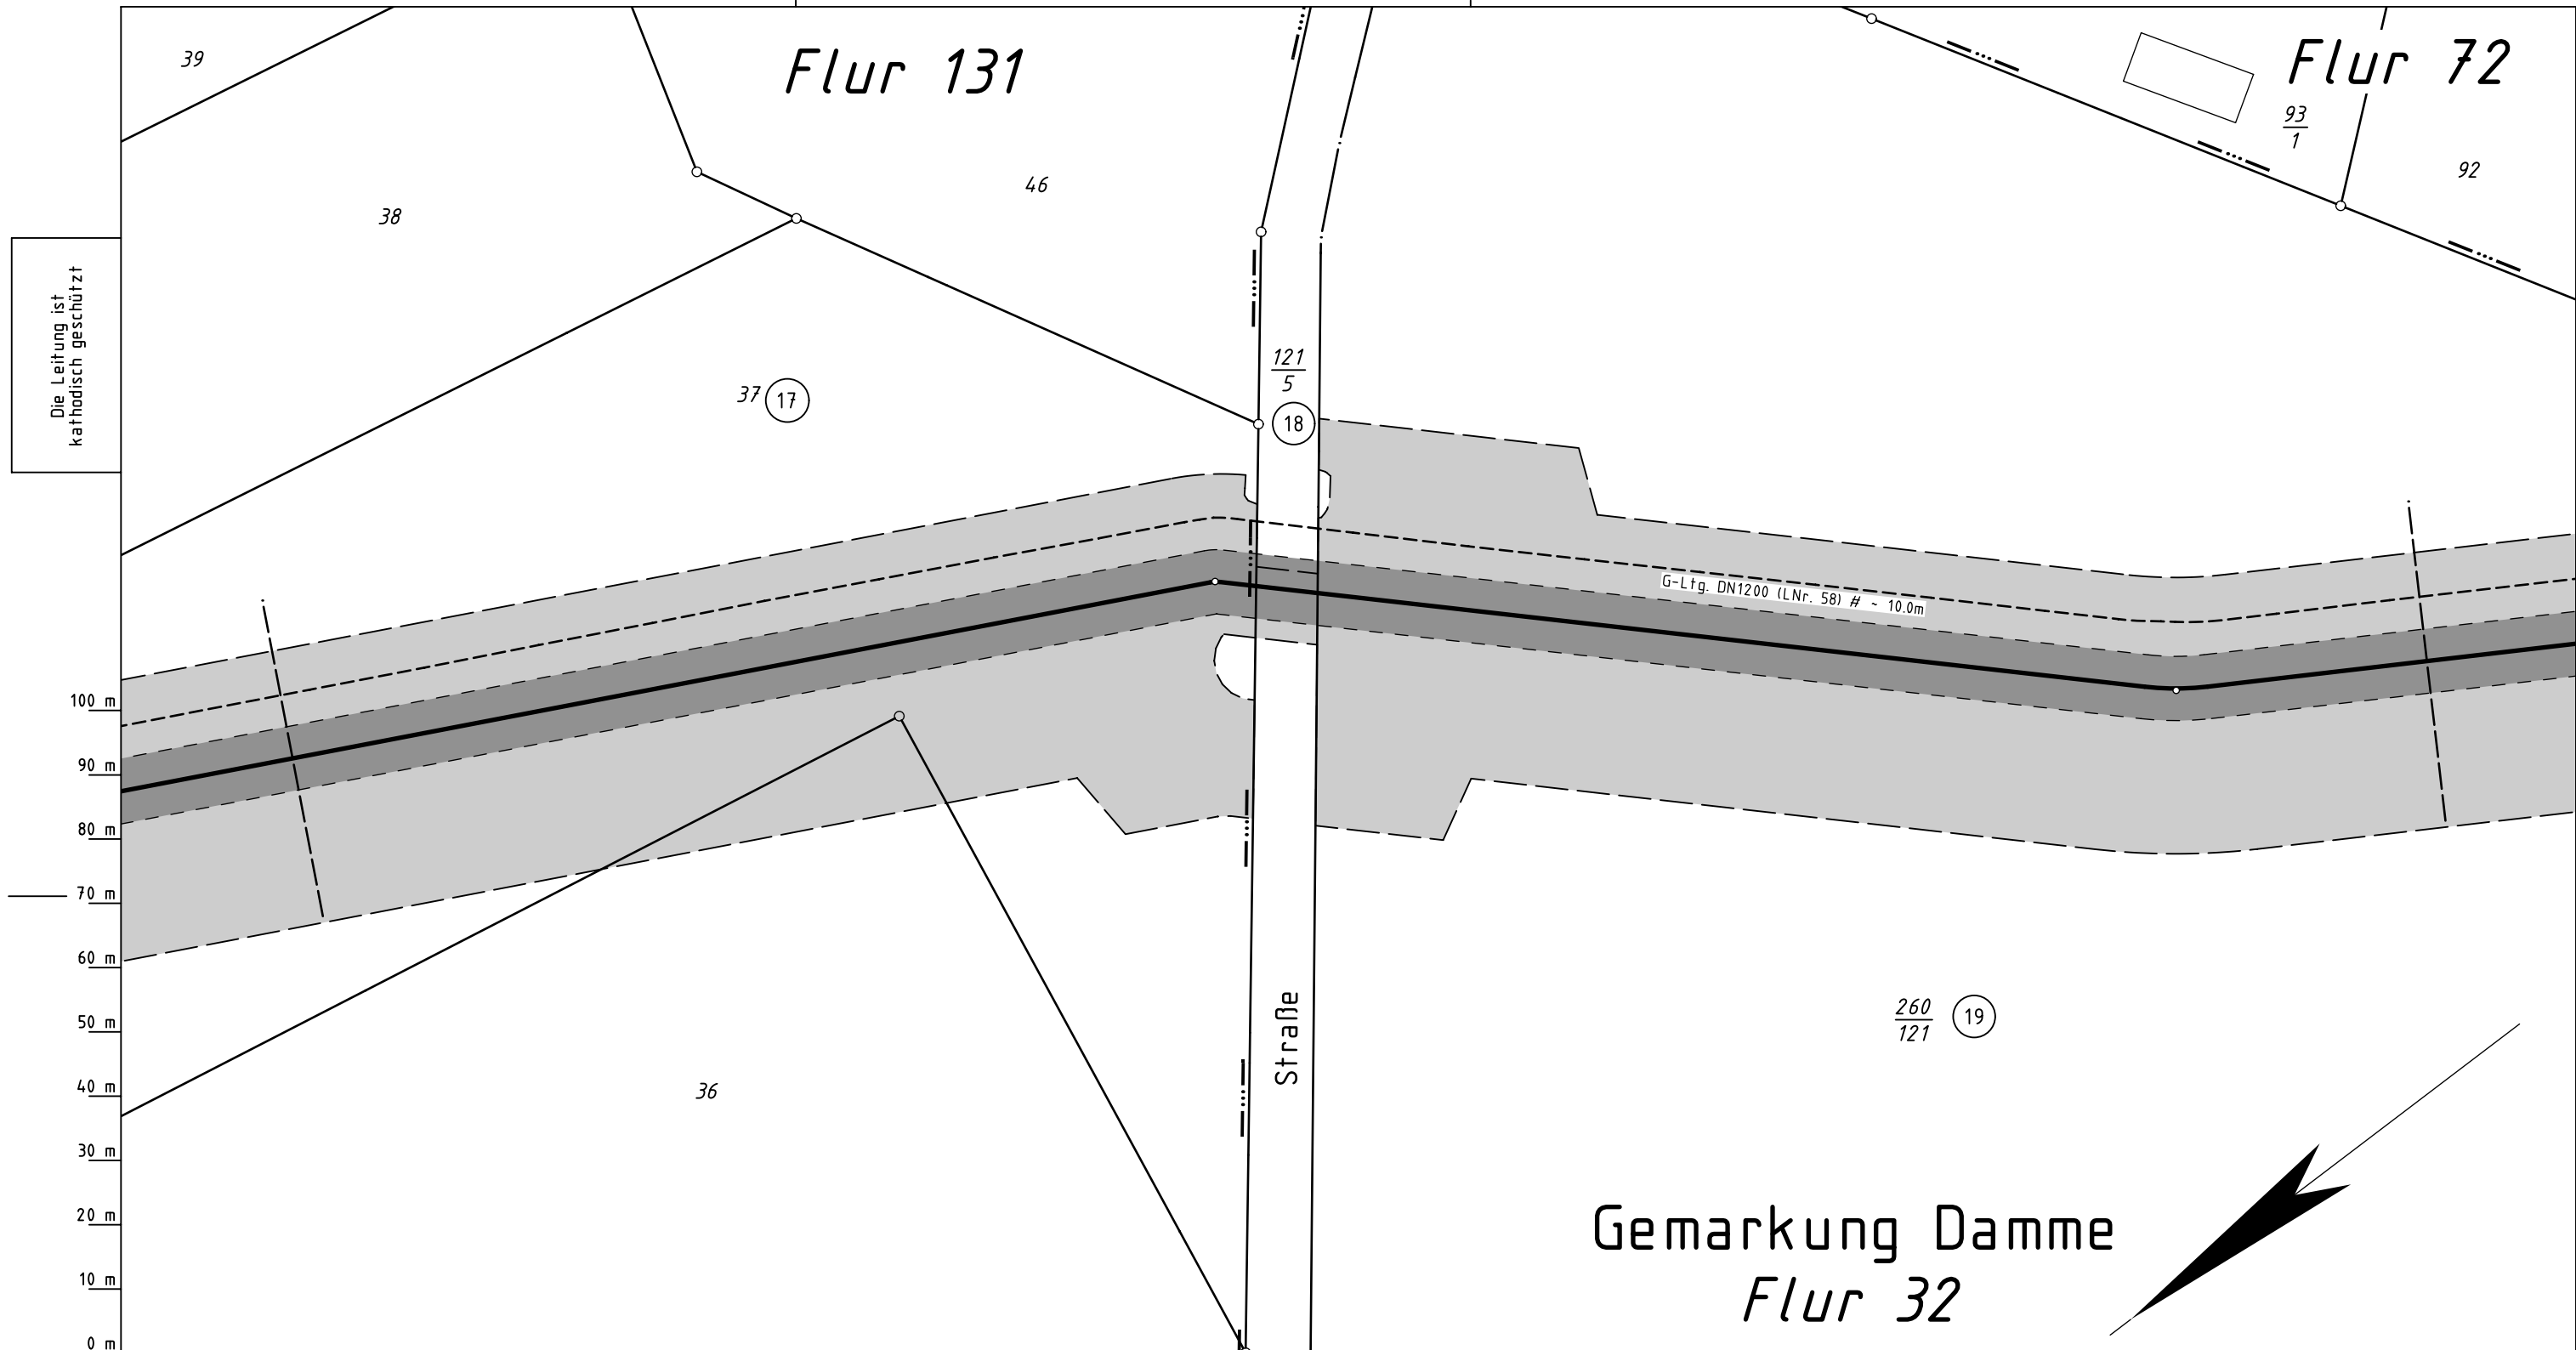 39
Flur 131
Flur 72
93
1
92
46
38
Die Leitung ist
kathodisch geschützt
121
5
37 17
18
G-Ltg. DN1200 (LNr. 58) # ~ 10.0m
100 m
90 m
80 m
70 m
60 m
50 m
40 m
30 m
20 m
10 m
0 m
Straße
260
121
19
36
Gemarkung Damme
Flur 32